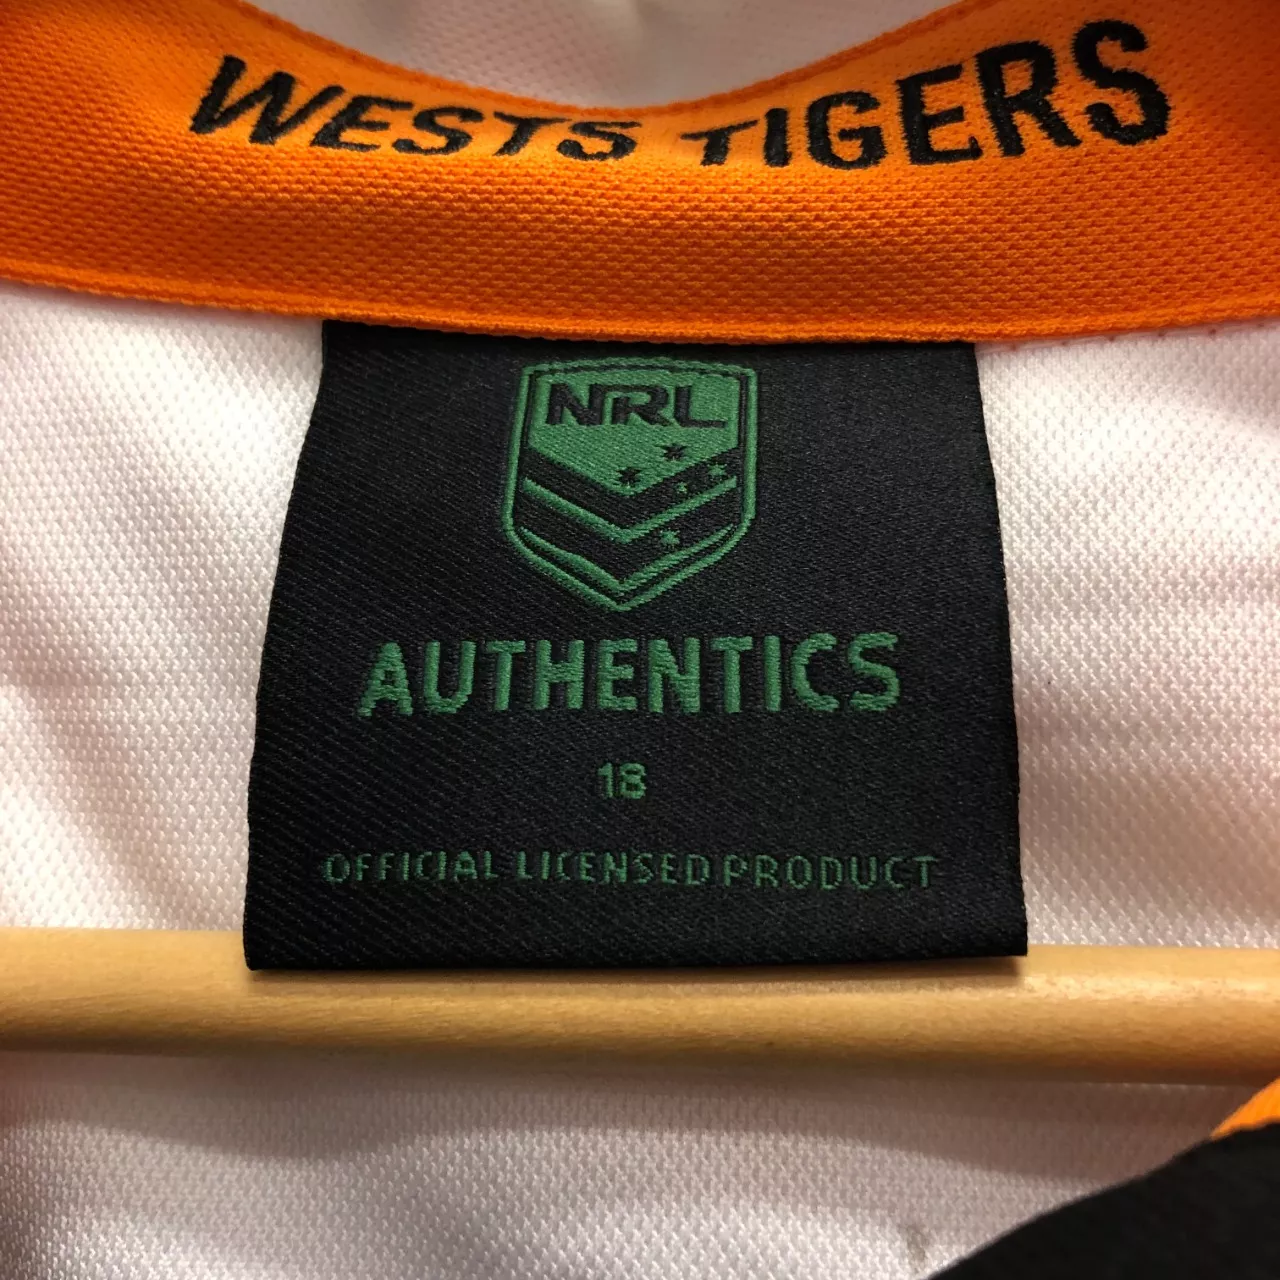 WESTS TIGERS
NRL
AUTHENTICS
18
OFFICIAL LICENSED PRODUCT